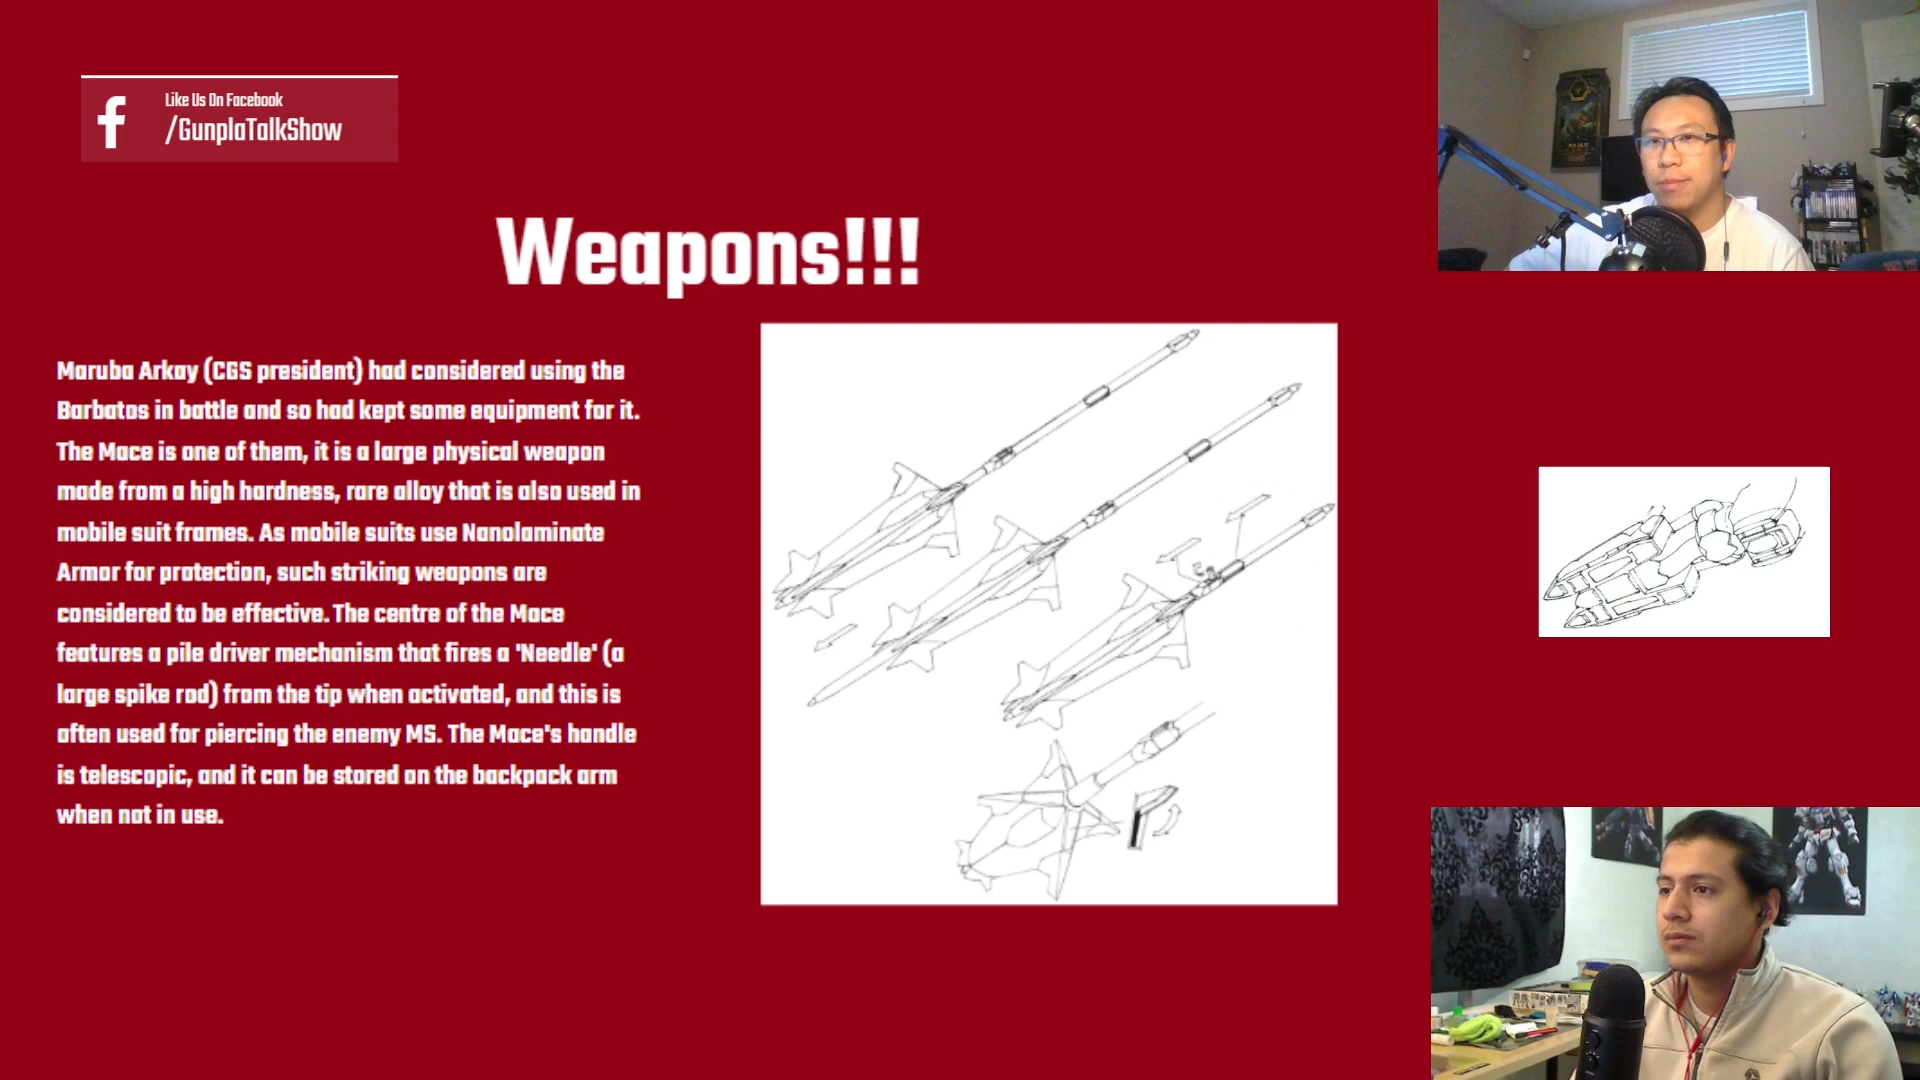 Like Us On Facebook
/GunplaTalkShow
Weapons!!!
Maruba Arkay (CGS president) had considered using the
Barbatos in battle and so had kept some equipment for it.
The Mace is one of them, it is a large physical weapon
made from a high hardness, rare alloy that is also used in
mobile suit frames. As mobile suits use Nanolaminate
Armor for protection, such striking weapons are
considered to be effective. The centre of the Mace
features a pile driver mechanism that fires a 'Needle' (a
large spike rod) from the tip when activated, and this is
often used for piercing the enemy MS. The Mace's handle
is telescopic, and it can be stored on the backpack arm
when not in use.